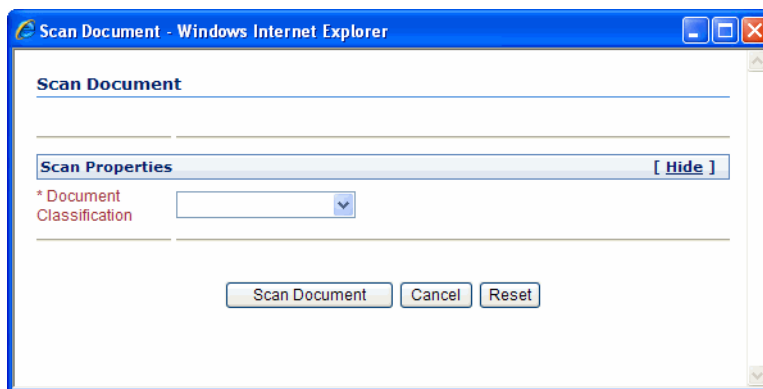 Scan Document - Windows Internet Explorer
Scan Document
Scan Properties [ Hide ]
* Document
Classification
Scan Document Cancel Reset